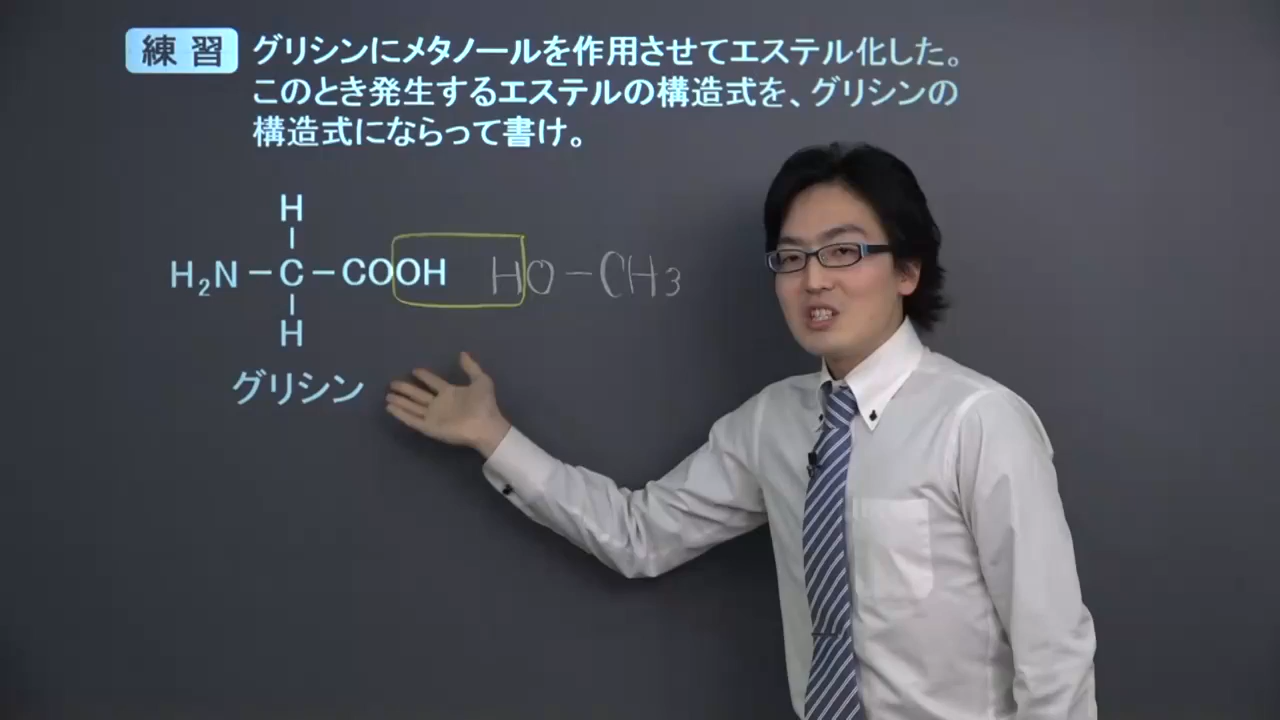 練習 グリシンにメタノールを作用させてエステル化した。
このとき発生するエステルの構造式を、グリシンの
構造式にならって書け。
H
H₂N－C－COOH HO－CH₃
H
グリシン